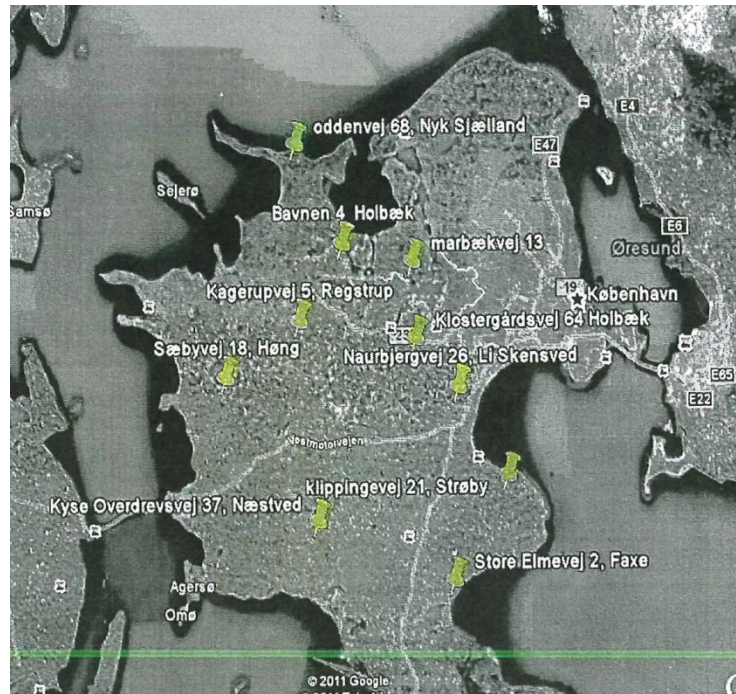 oddenvej 68, Nyk Sjælland
E4
E47
Sejerø
Samsø
Bavnen 4 Holbæk
E6
marbækvej 13
Øresund
Kagerupvej 5, Regstrup
19
København
Klostergårdsvej 64 Holbæk
Sæbyvej 18, Høng
Naurbjergvej 26, Ll Skensved
E65
E22
Vestmotorvejen
klippingevej 21, Strøby
Kyse Overdrevsvej 37, Næstved
Store Elmevej 2, Faxe
Agersø
Omø
© 2011 Google